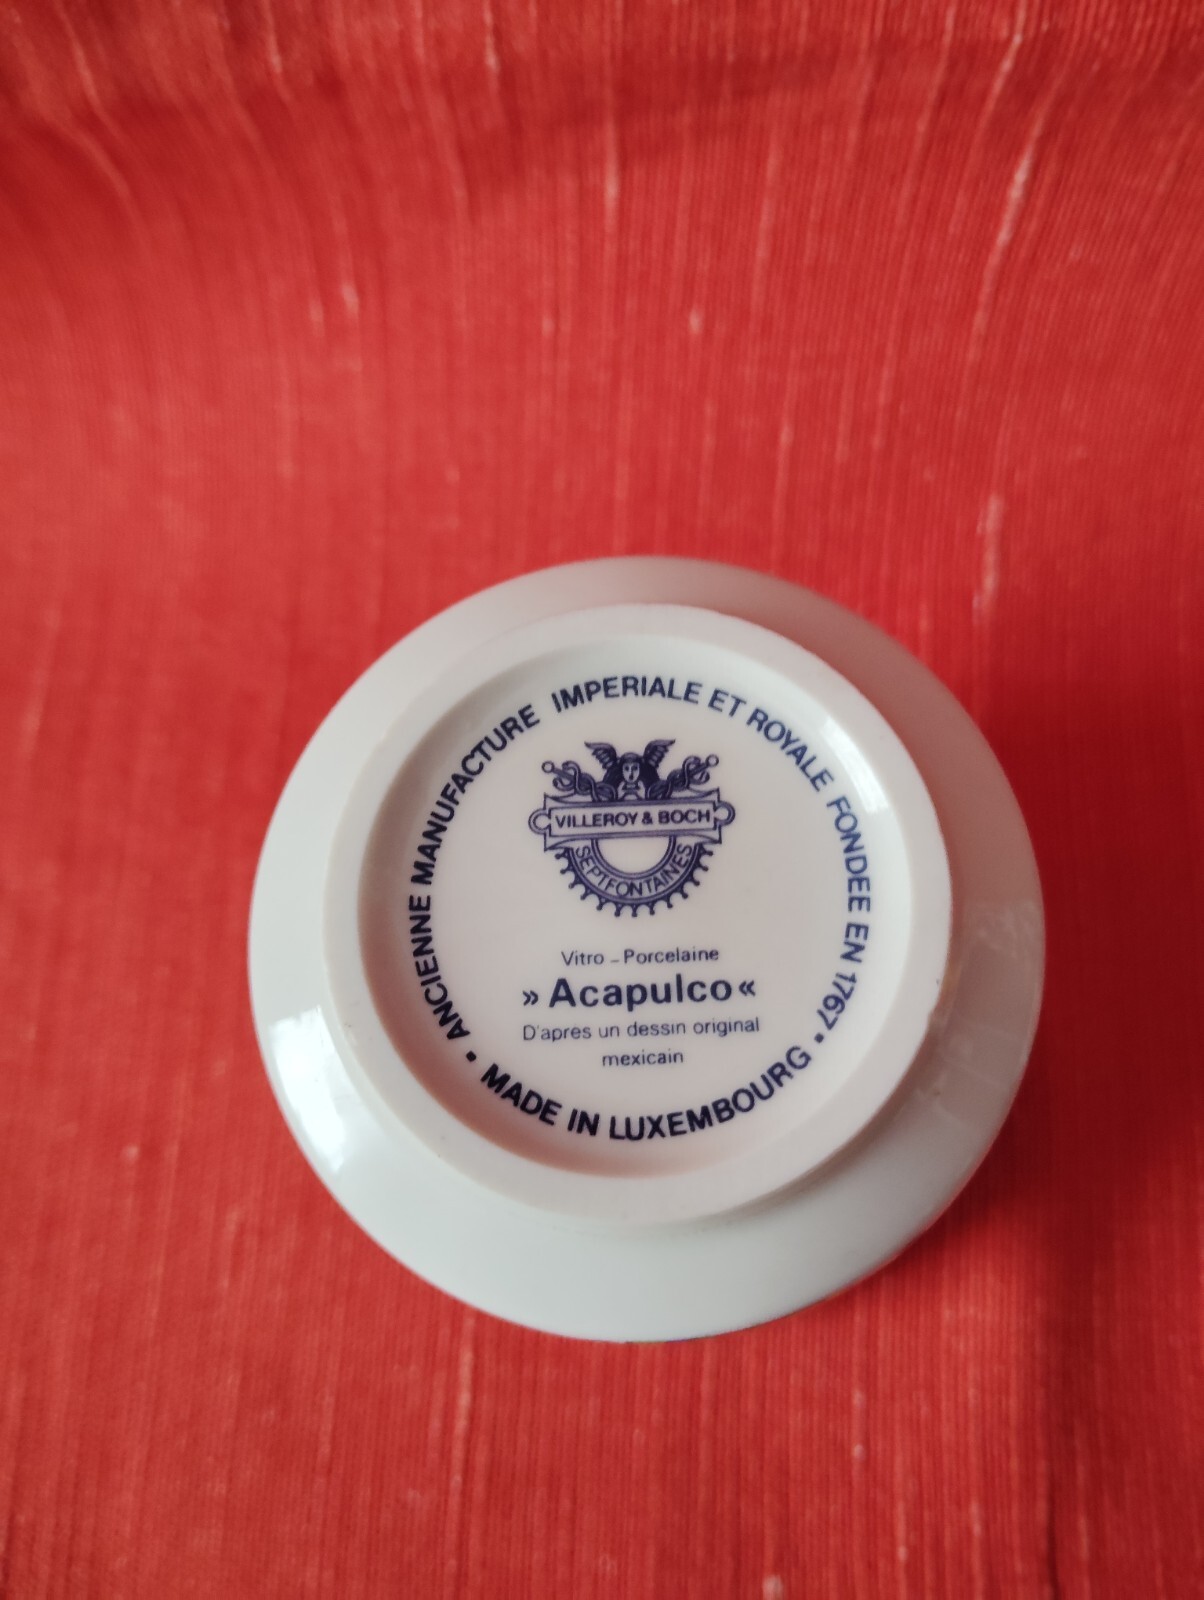 ANCIENNE MANUFACTURE IMPERIALE ET ROYALE FONDEE EN 1767 •
VILLEROY & BOCH
SEPTFONTAINES
Vitro - Porcelaine
»Acapulco«
D'apres un dessin original
mexicain
MADE IN LUXEMBOURG •